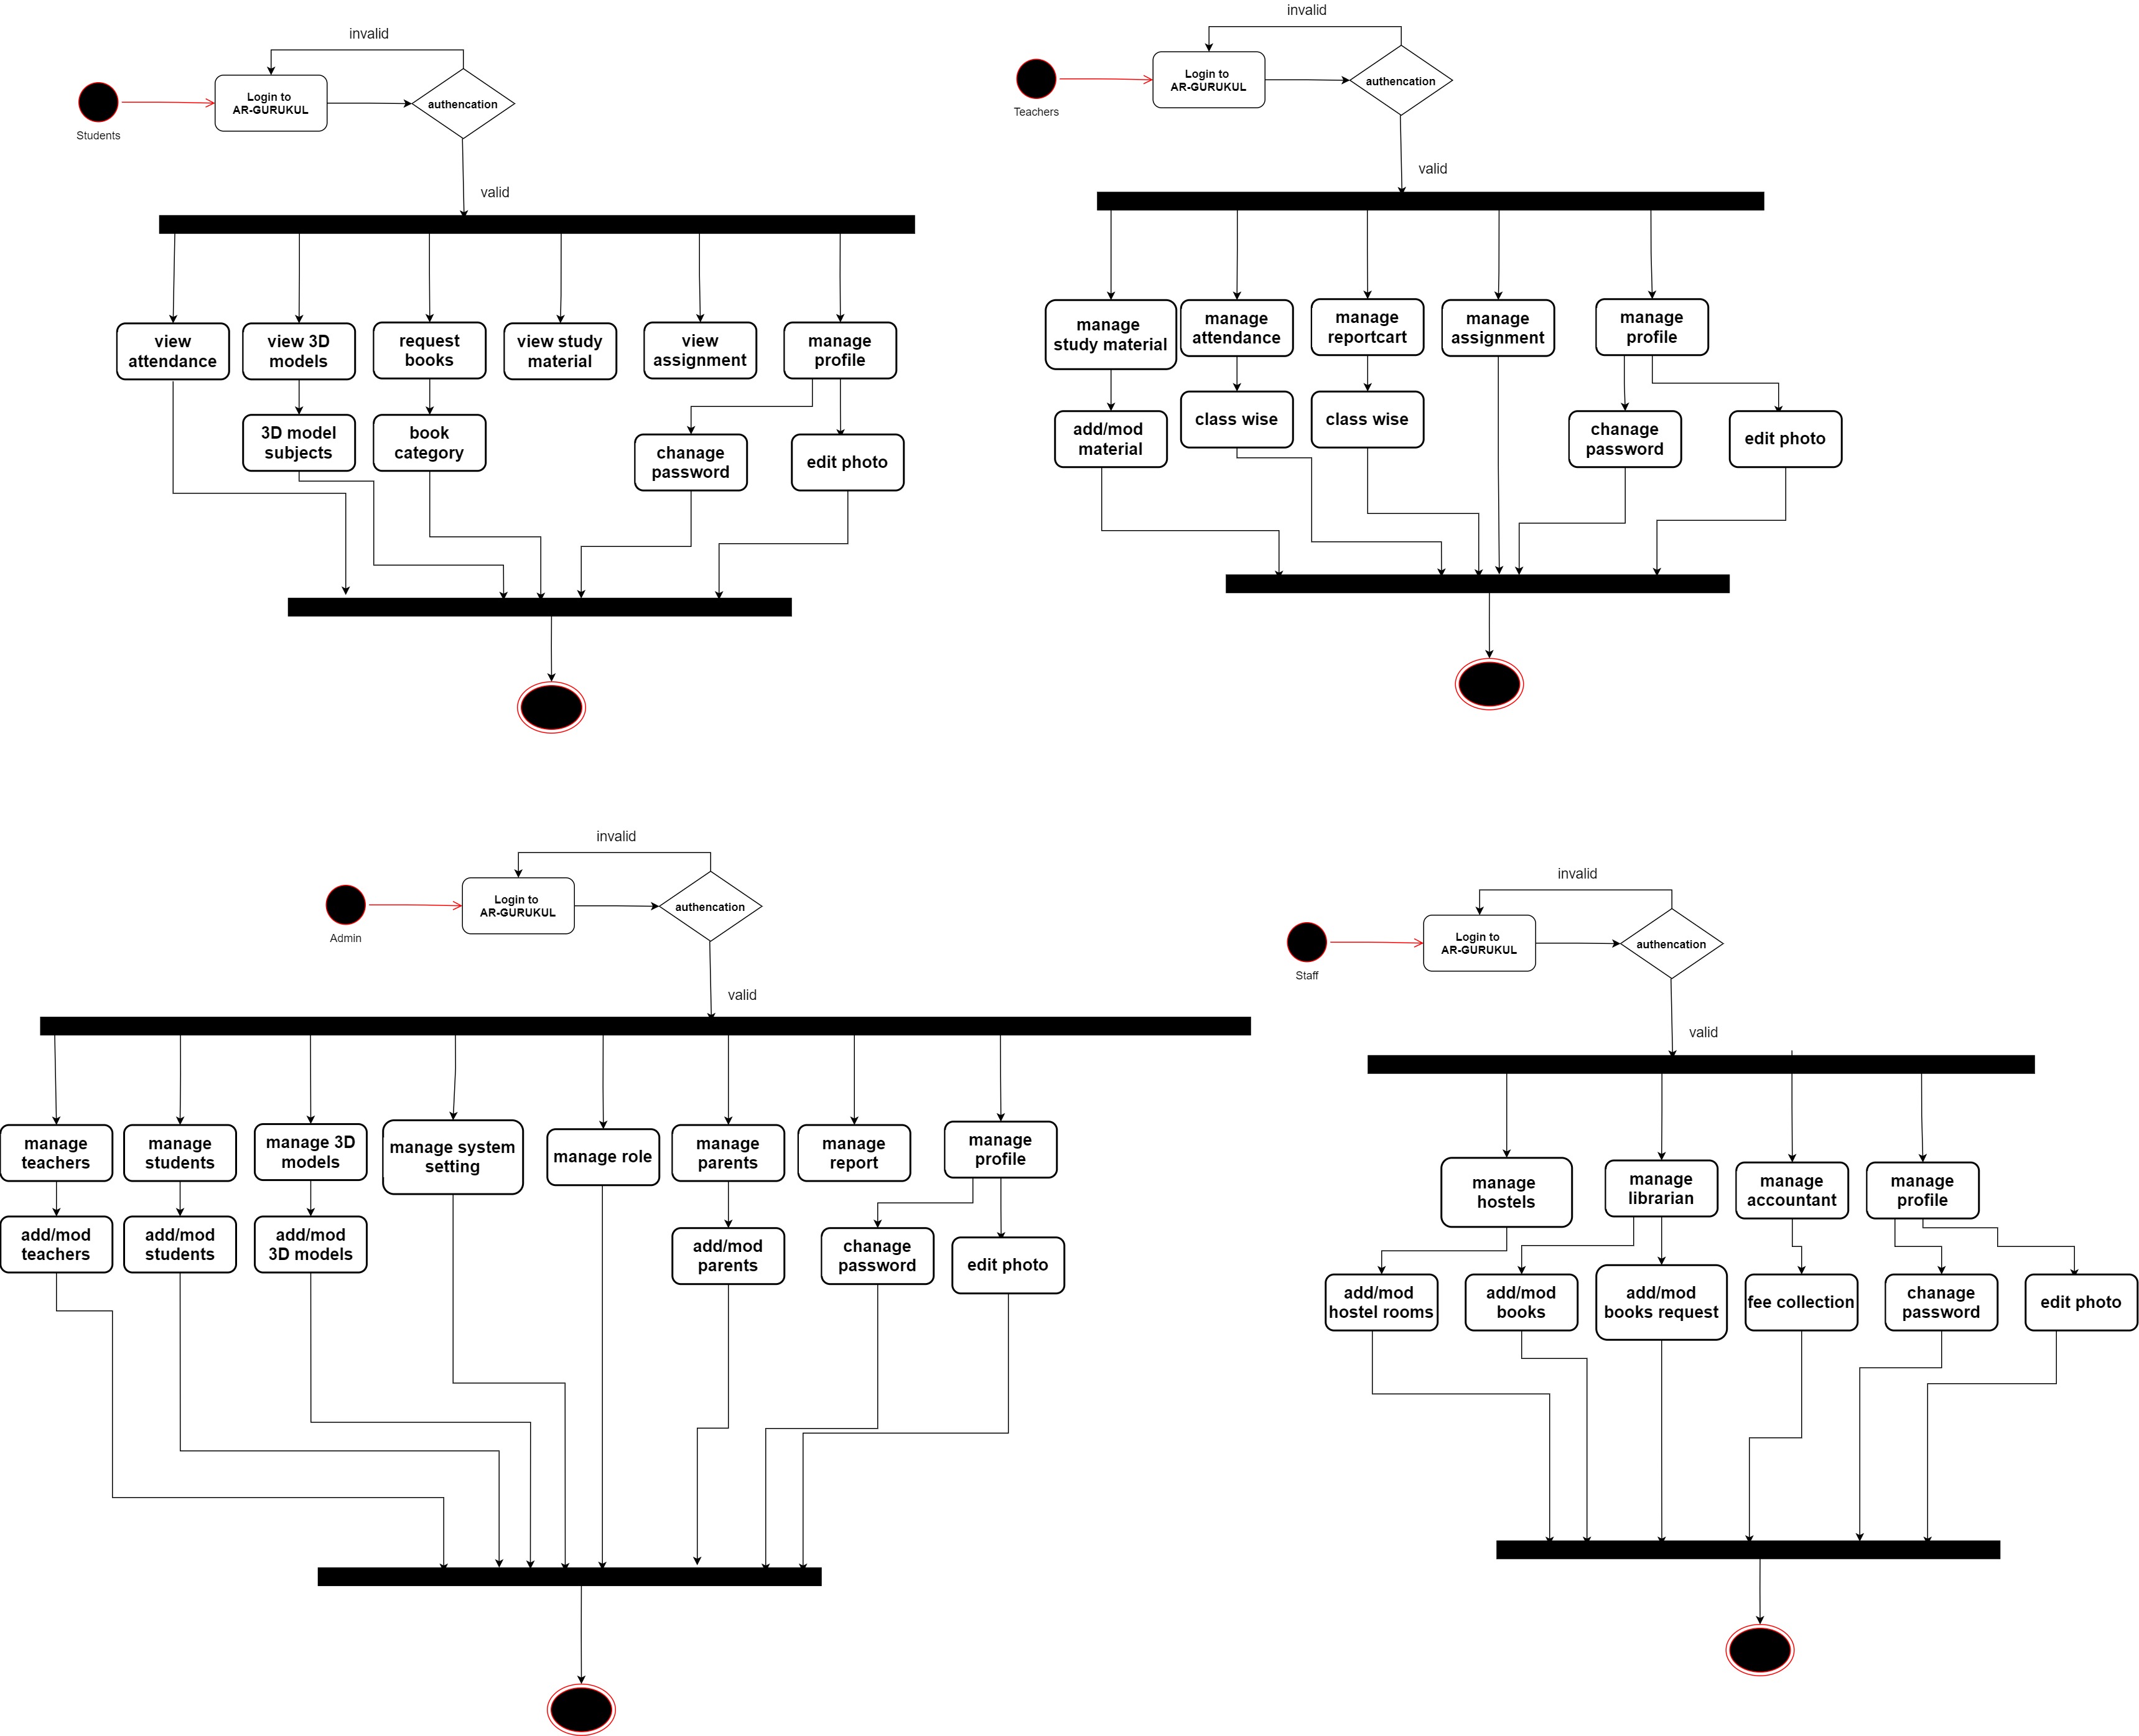 invalid
Login to
AR-GURUKUL
authencation
Students
valid
view
attendance
view 3D
models
request
books
view study
material
view
assignment
manage
profile
3D model
subjects
book
category
chanage
password
edit photo
invalid
Login to
AR-GURUKUL
authencation
Teachers
valid
manage
study material
manage
attendance
manage
reportcart
manage
assignment
manage
profile
add/mod
material
class wise
class wise
chanage
password
edit photo
invalid
Login to
AR-GURUKUL
authencation
Admin
valid
manage
teachers
manage
students
manage 3D
models
manage system
setting
manage role
manage
parents
manage
report
manage
profile
add/mod
teachers
add/mod
students
add/mod
3D models
add/mod
parents
chanage
password
edit photo
invalid
Login to
AR-GURUKUL
authencation
Staff
valid
manage
hostels
manage
librarian
manage
accountant
manage
profile
add/mod
hostel rooms
add/mod
books
add/mod
books request
fee collection
chanage
password
edit photo